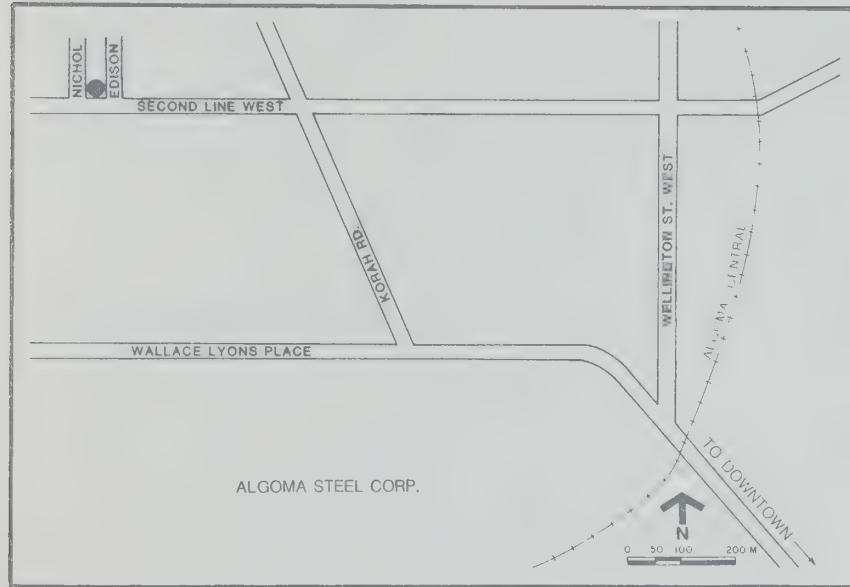 NICHOL
EDISON
SECOND LINE WEST
KORAH RD.
WELLINGTON ST. WEST
ALGOMA CENTRAL
WALLACE LYONS PLACE
ALGOMA STEEL CORP.
TO DOWNTOWN
N
0 50 100 200 M